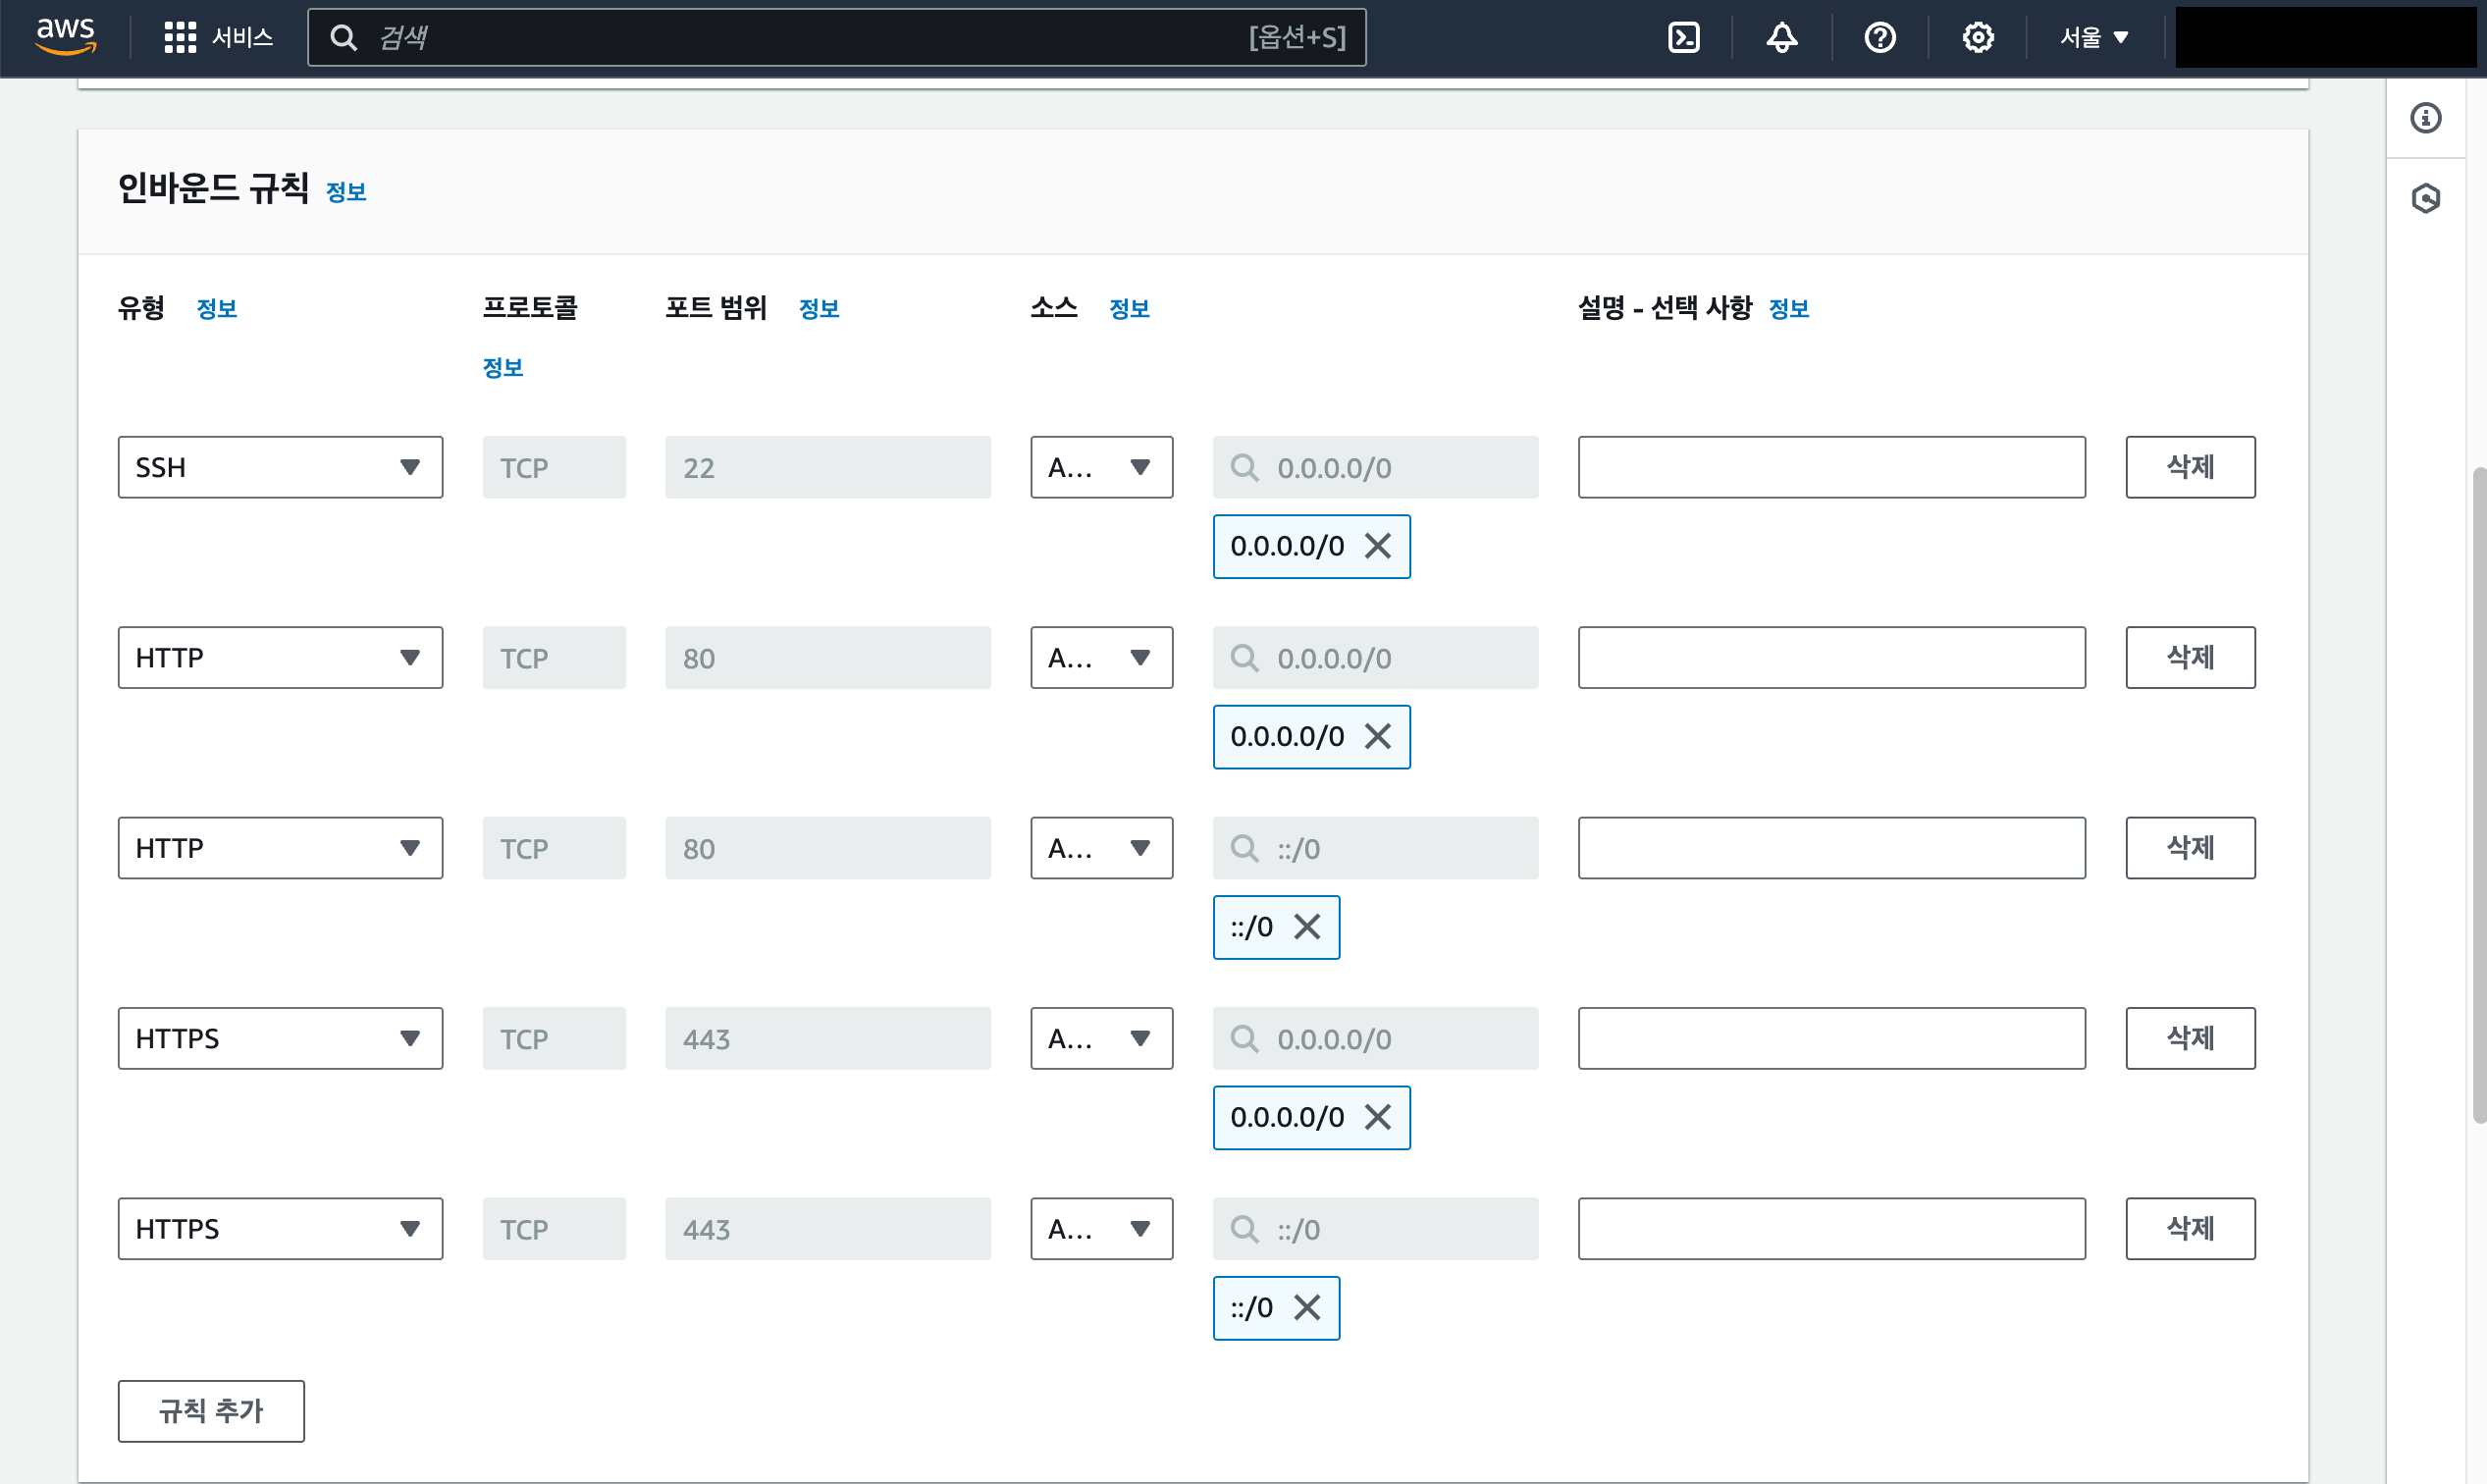 aws 서비스 검색 [옵션+S] 서울
인바운드 규칙 정보
유형 정보 프로토콜 포트 범위 정보 소스 정보 설명 - 선택 사항 정보
정보
SSH TCP 22 A... 0.0.0.0/0 삭제
0.0.0.0/0
HTTP TCP 80 A... 0.0.0.0/0 삭제
0.0.0.0/0
HTTP TCP 80 A... ::/0 삭제
::/0
HTTPS TCP 443 A... 0.0.0.0/0 삭제
0.0.0.0/0
HTTPS TCP 443 A... ::/0 삭제
::/0
규칙 추가